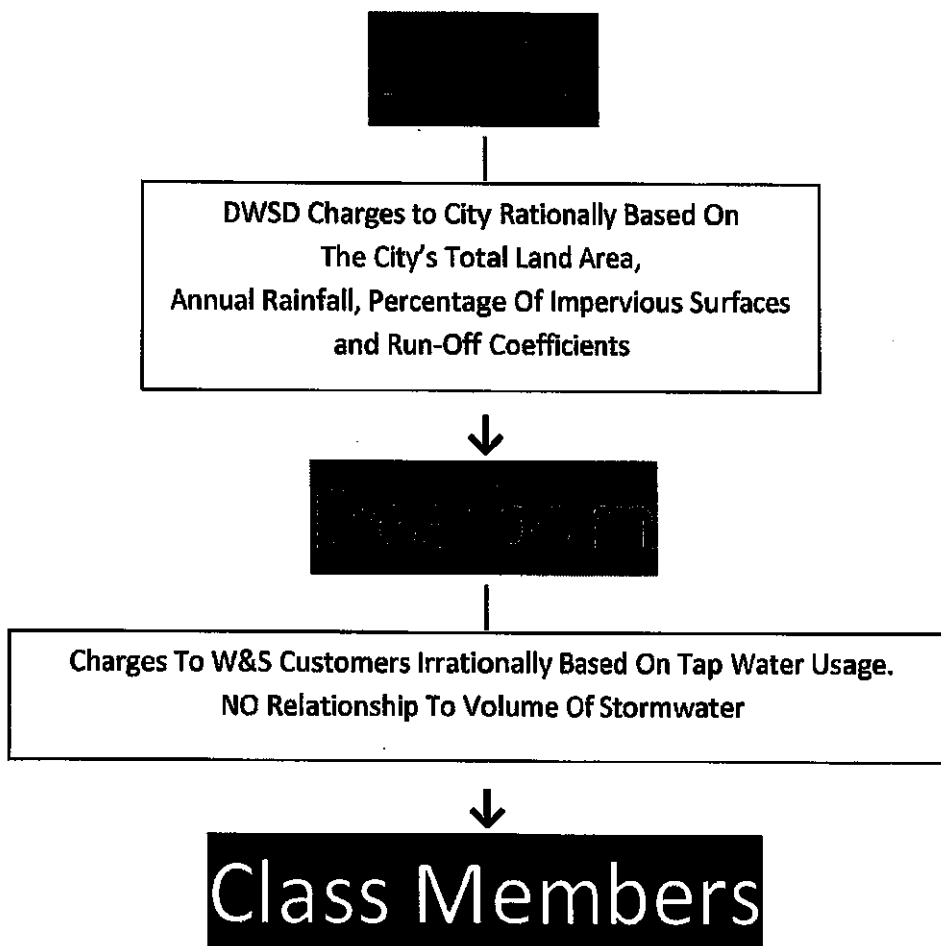 DWSD Charges to City Rationally Based On
The City's Total Land Area,
Annual Rainfall, Percentage Of Impervious Surfaces
and Run-Off Coefficients
Charges To W&S Customers Irrationally Based On Tap Water Usage.
NO Relationship To Volume Of Stormwater
Class Members